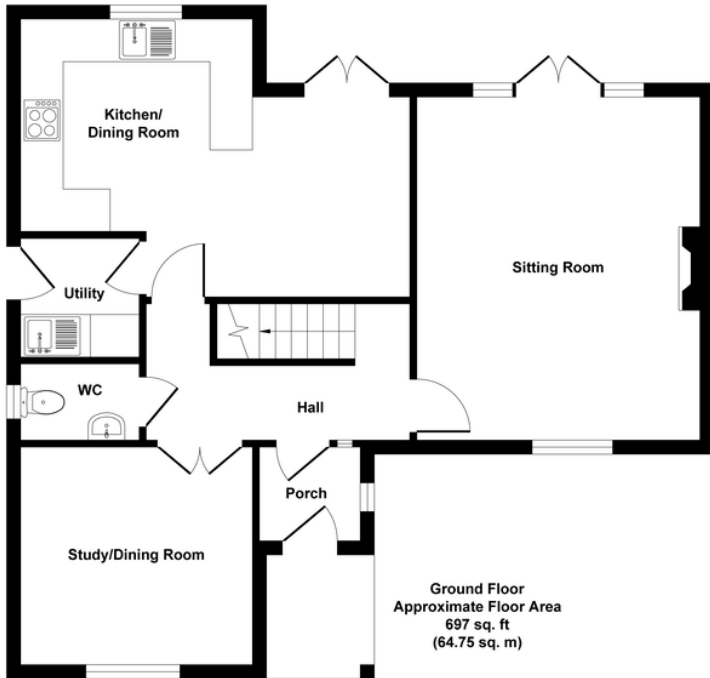 Kitchen/
Dining Room
Sitting Room
Utility
WC
Hall
Porch
Study/Dining Room
Ground Floor
Approximate Floor Area
697 sq. ft
(64.75 sq. m)